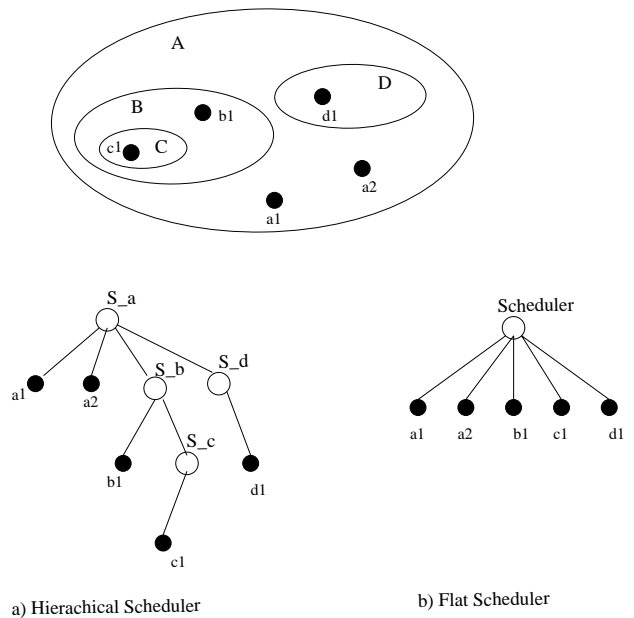 A
D
B
b1
d1
c1
C
a2
a1
S_a
Scheduler
S_b
S_d
a1
a2
S_c
b1
d1
c1
a1
a2
b1
c1
d1
a) Hierachical Scheduler
b) Flat Scheduler